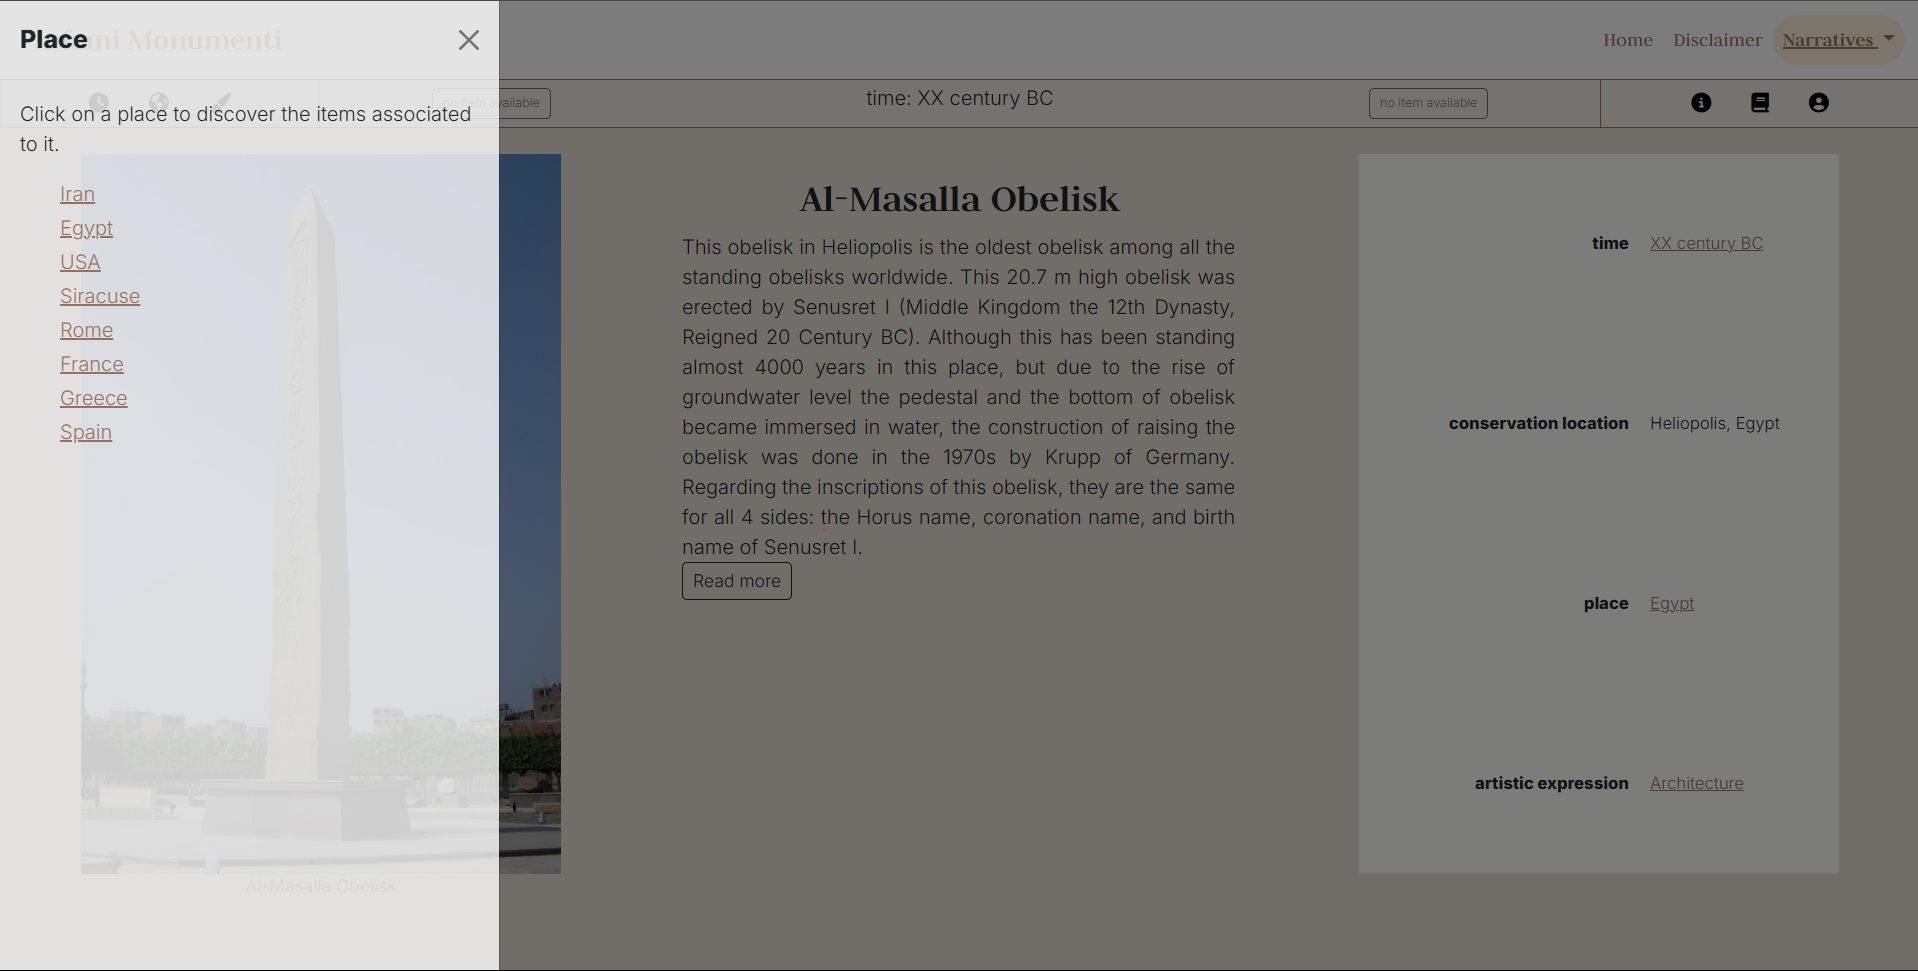 Place
mi Monumenti
Home Disclaimer Narratives
Click on a place to discover the items associated
to it.
Iran
Egypt
USA
Siracuse
Rome
France
Greece
Spain
no item available
time: XX century BC
no item available
Al-Masalla Obelisk
This obelisk in Heliopolis is the oldest obelisk among all the
standing obelisks worldwide. This 20.7 m high obelisk was
erected by Senusret I (Middle Kingdom the 12th Dynasty,
Reigned 20 Century BC). Although this has been standing
almost 4000 years in this place, but due to the rise of
groundwater level the pedestal and the bottom of obelisk
became immersed in water, the construction of raising the
obelisk was done in the 1970s by Krupp of Germany.
Regarding the inscriptions of this obelisk, they are the same
for all 4 sides: the Horus name, coronation name, and birth
name of Senusret I.
Read more
time XX century BC
conservation location Heliopolis, Egypt
place Egypt
artistic expression Architecture
Al-Masalla Obelisk